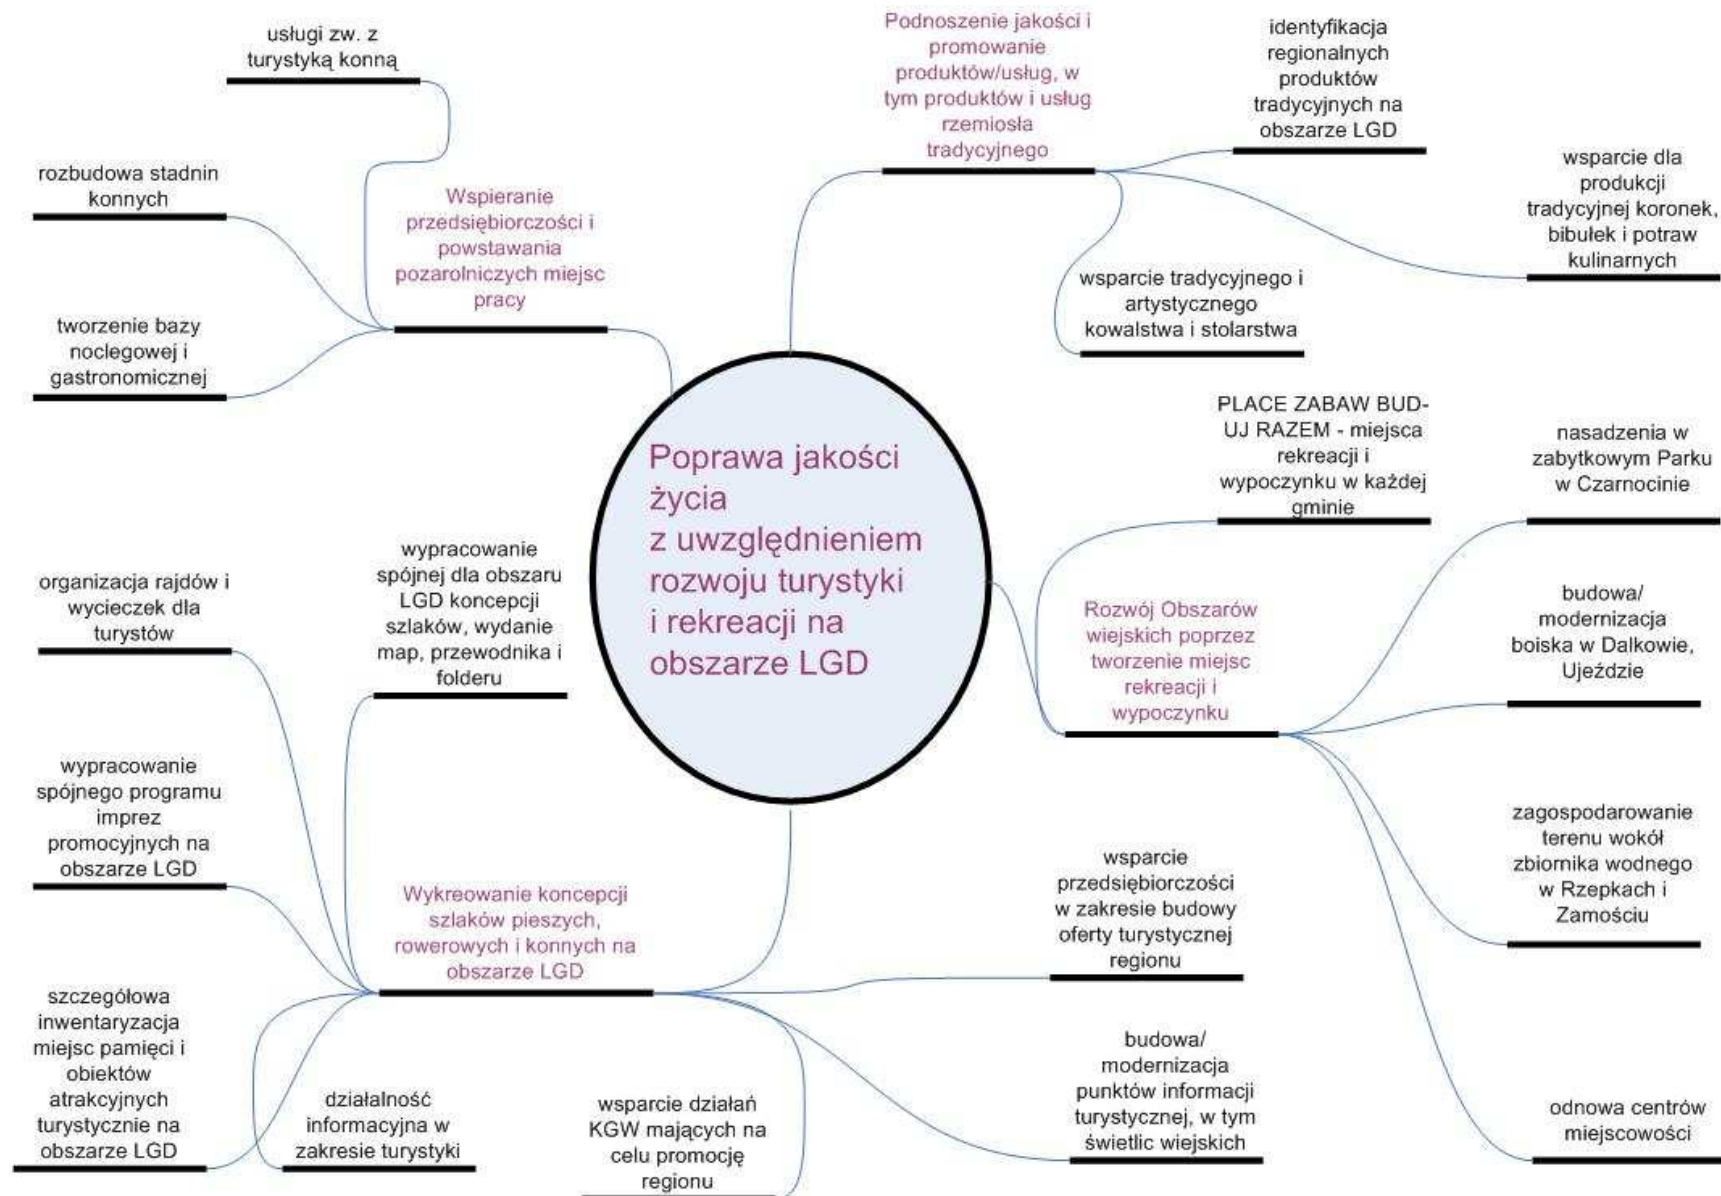 usługi zw. z
turystyką konną
rozbudowa stadnin
konnych
tworzenie bazy
noclegowej i
gastronomicznej
Wspieranie
przedsiębiorczości i
powstawania
pozarolniczych miejsc
pracy
Podnoszenie jakości i
promowanie
produktów/usług, w
tym produktów i usług
rzemiosła
tradycyjnego
identyfikacja
regionalnych
produktów
tradycyjnych na
obszarze LGD
wsparcie dla
produkcji
tradycyjnej koronek,
bibułek i potraw
kulinarnych
wsparcie tradycyjnego i
artystycznego
kowalstwa i stolarstwa
Poprawa jakości
życia
z uwzględnieniem
rozwoju turystyki
i rekreacji na
obszarze LGD
PLACE ZABAW BUD-
UJ RAZEM - miejsca
rekreacji i
wypoczynku w każdej
gminie
nasadzenia w
zabytkowym Parku
w Czarnocinie
Rozwój Obszarów
wiejskich poprzez
tworzenie miejsc
rekreacji i
wypoczynku
budowa/
modernizacja
boiska w Dalkowie,
Ujeździe
zagospodarowanie
terenu wokół
zbiornika wodnego
w Rzepkach i
Zamościu
odnowa centrów
miejscowości
organizacja rajdów i
wycieczek dla
turystów
wypracowanie
spójnej dla obszaru
LGD koncepcji
szlaków, wydanie
map, przewodnika i
folderu
wypracowanie
spójnego programu
imprez
promocyjnych na
obszarze LGD
Wykreowanie koncepcji
szlaków pieszych,
rowerowych i konnych na
obszarze LGD
szczegółowa
inwentaryzacja
miejsc pamięci i
obiektów
atrakcyjnych
turystycznie na
obszarze LGD
działalność
informacyjna w
zakresie turystyki
wsparcie działań
KGW mających na
celu promocję
regionu
wsparcie
przedsiębiorczości
w zakresie budowy
oferty turystycznej
regionu
budowa/
modernizacja
punktów informacji
turystycznej, w tym
świetlic wiejskich